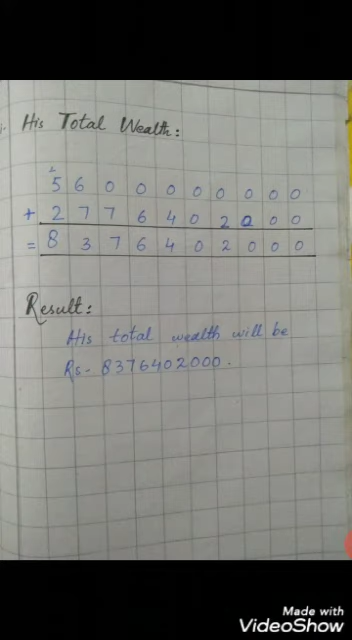 His Total Wealth:
2
5 6 0 0 0 0 0 0 0 0
+ 2 7 7 6 4 0 2 0 0 0
= 8 3 7 6 4 0 2 0 0 0
Result:
His total wealth will be
Rs- 8376402000.
Made with
VideoShow